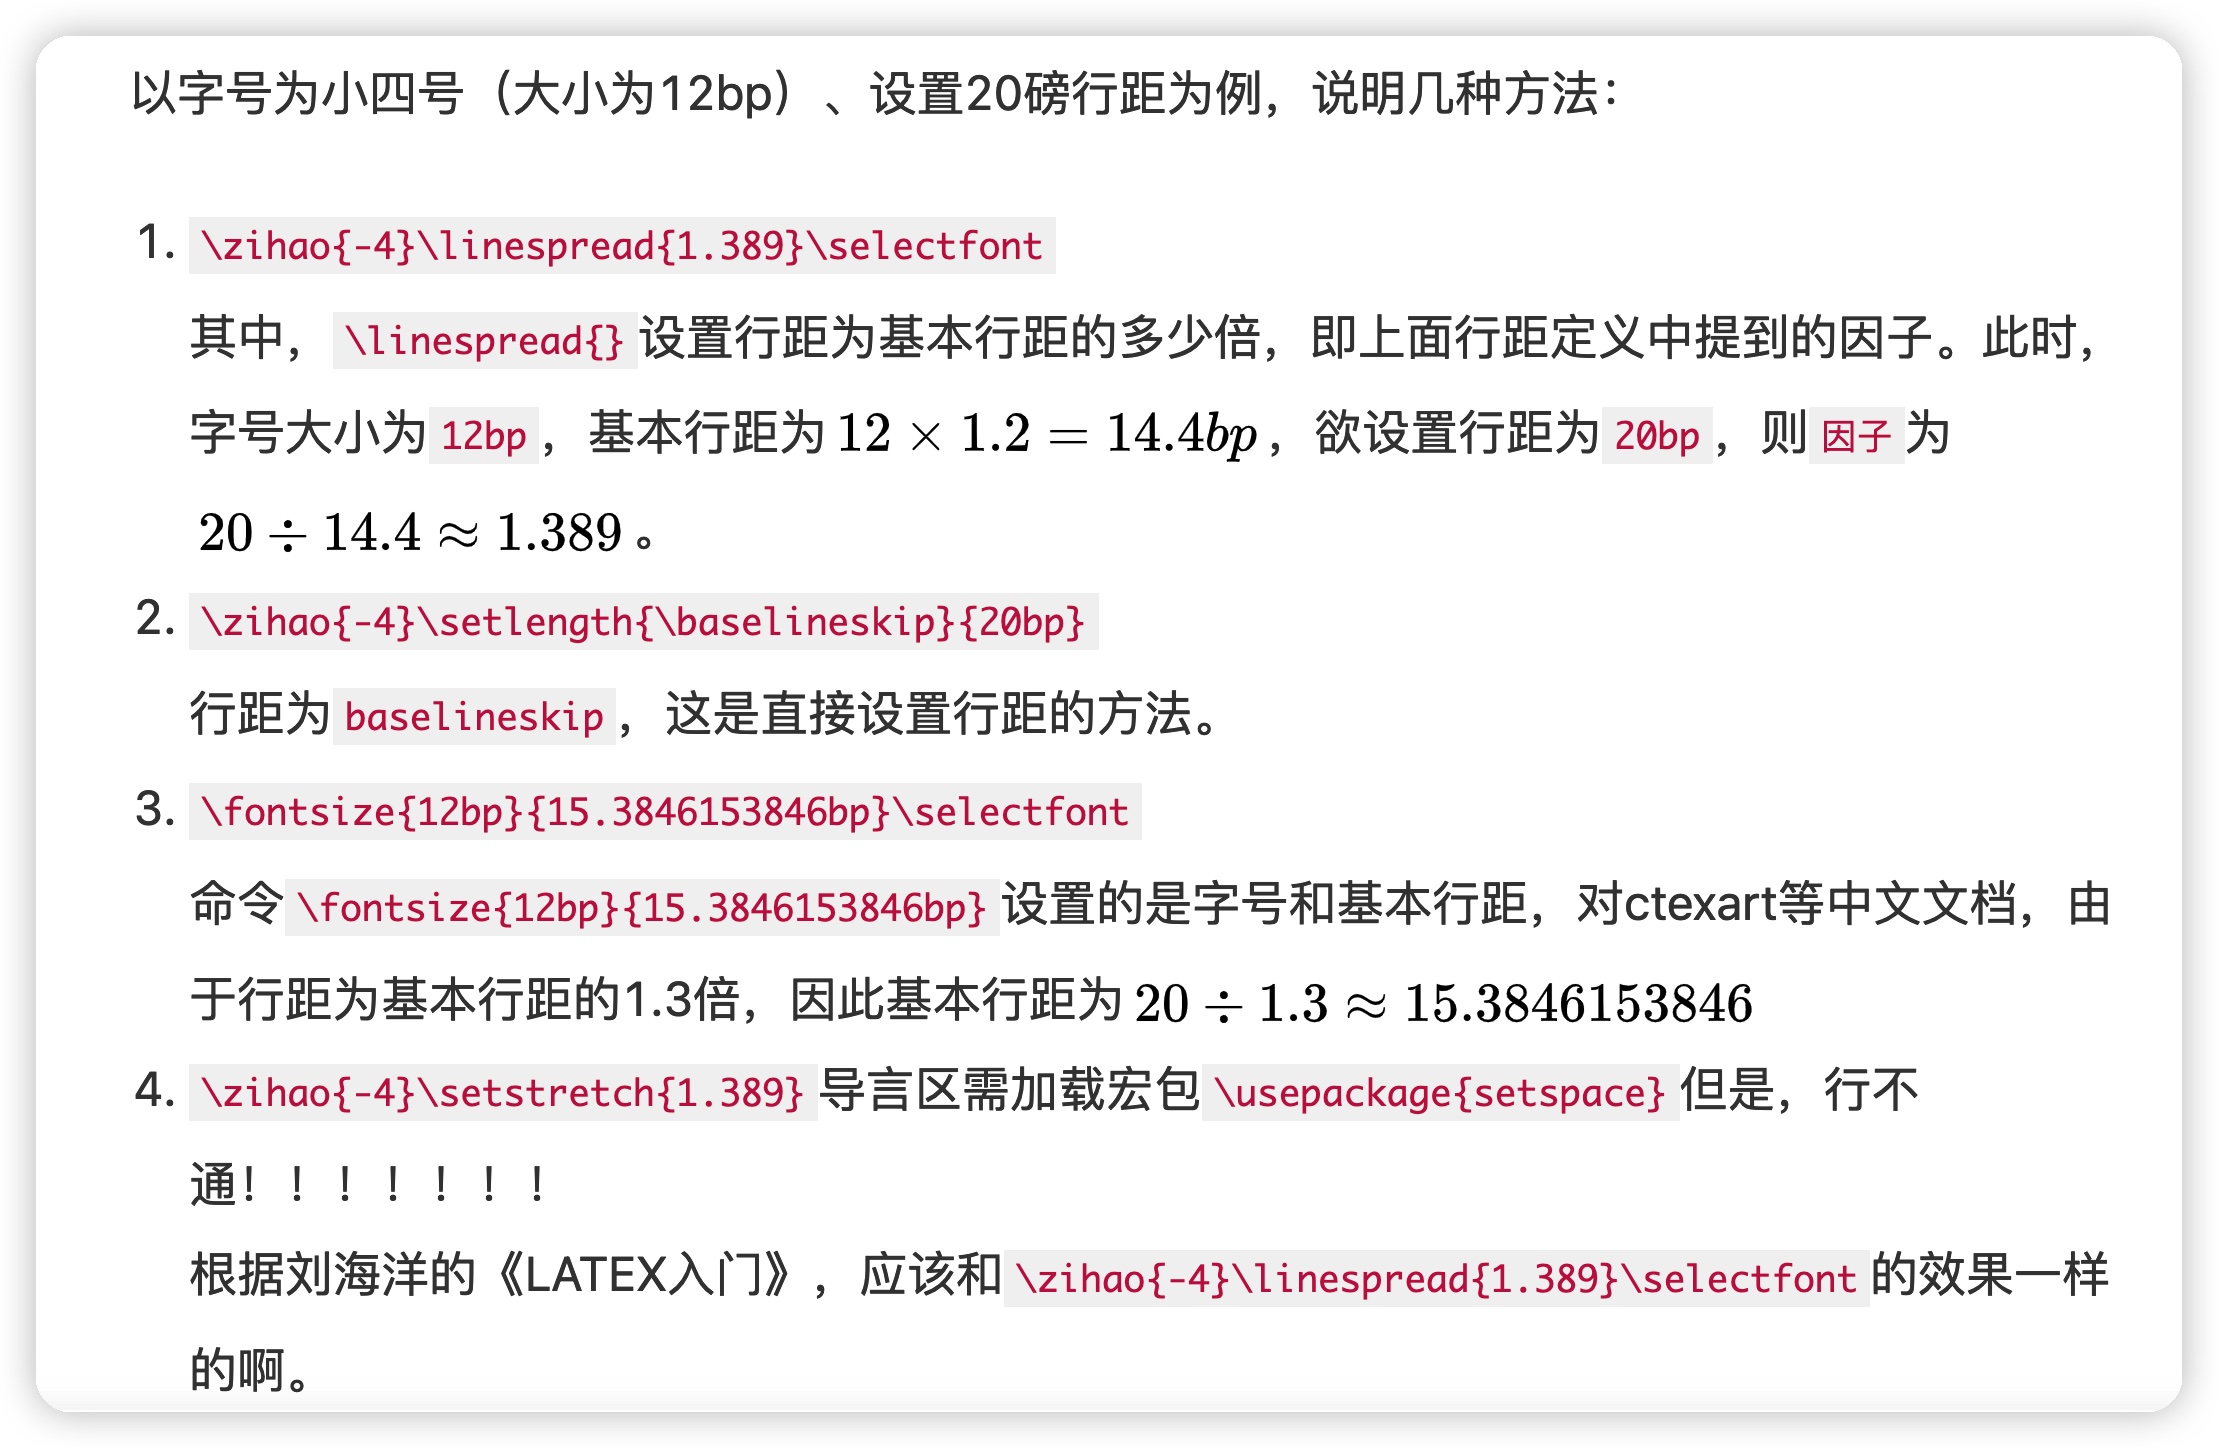 以字号为小四号（大小为12bp）、设置20磅行距为例，说明几种方法：
1. \zihao{-4}\linespread{1.389}\selectfont
其中，\linespread{}设置行距为基本行距的多少倍，即上面行距定义中提到的因子。此时，
字号大小为12bp，基本行距为 12 × 1.2 = 14.4bp，欲设置行距为20bp，则因子为
20 ÷ 14.4 ≈ 1.389。
2. \zihao{-4}\setlength{\baselineskip}{20bp}
行距为baselineskip，这是直接设置行距的方法。
3. \fontsize{12bp}{15.3846153846bp}\selectfont
命令\fontsize{12bp}{15.3846153846bp}设置的是字号和基本行距，对ctexart等中文文档，由
于行距为基本行距的1.3倍，因此基本行距为 20 ÷ 1.3 ≈ 15.3846153846
4. \zihao{-4}\setstretch{1.389}导言区需加载宏包\usepackage{setspace}但是，行不
通！！！！！！！
根据刘海洋的《LATEX入门》，应该和\zihao{-4}\linespread{1.389}\selectfont的效果一样
的啊。